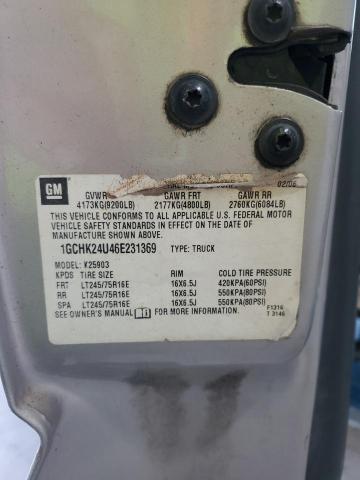 02/06
GM
GVWR GAWR FRT GAWR RR
4173KG(9200LB) 2177KG(4800LB) 2760KG(6084LB)
THIS VEHICLE CONFORMS TO ALL APPLICABLE U.S. FEDERAL MOTOR
VEHICLE SAFETY STANDARDS IN EFFECT ON THE DATE OF
MANUFACTURE SHOWN ABOVE.
1GCHK24U46E231369 TYPE: TRUCK
MODEL: K25903
KPDS TIRE SIZE RIM COLD TIRE PRESSURE
FRT LT245/75R16E 16X6.5J 420KPA(60PSI)
RR LT245/75R16E 16X6.5J 550KPA(80PSI)
SPA LT245/75R16E 16X6.5J 550KPA(80PSI)
SEE OWNER'S MANUAL FOR MORE INFORMATION.
F1316
T 3146